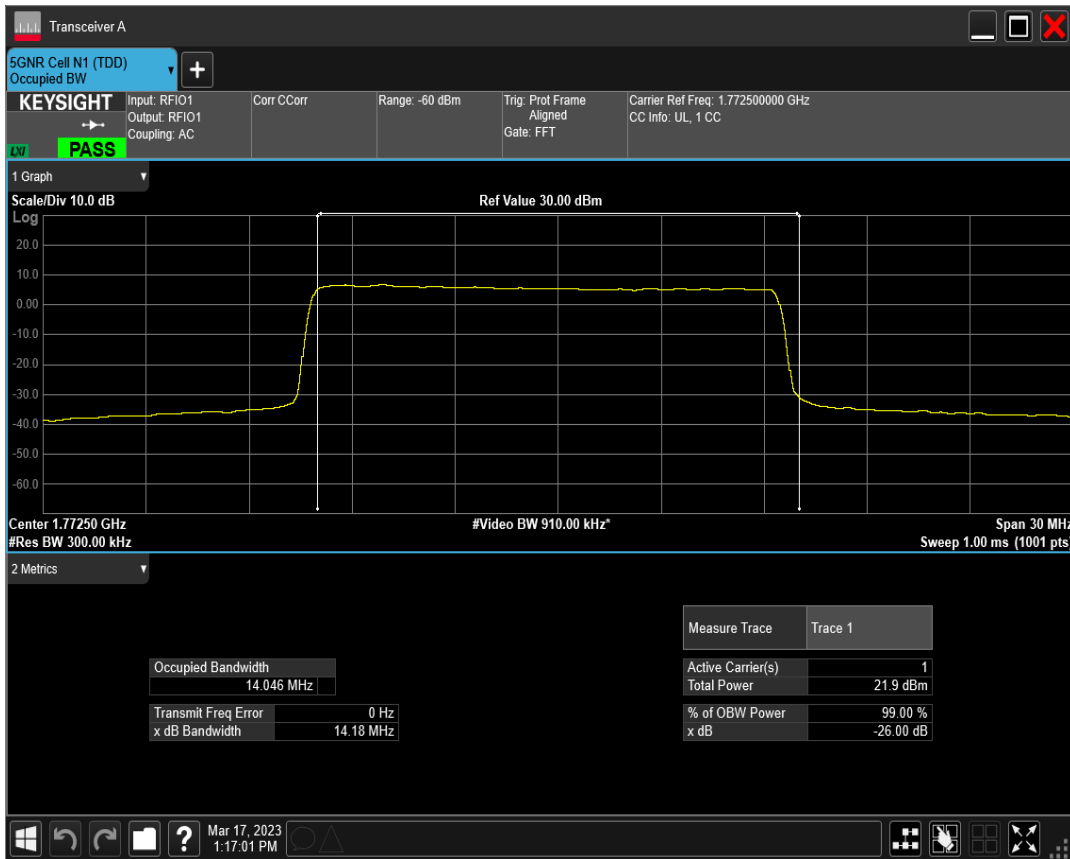 Transceiver A
5GNR Cell N1 (TDD)
Occupied BW
+
KEYSIGHT
LXI
PASS
Input: RFIO1
Output: RFIO1
Coupling: AC
Corr CCorr
Range: -60 dBm
Trig: Prot Frame
Aligned
Gate: FFT
Carrier Ref Freq: 1.772500000 GHz
CC Info: UL, 1 CC
1 Graph
Scale/Div 10.0 dB
Ref Value 30.00 dBm
Log
20.0
10.0
0.00
-10.0
-20.0
-30.0
-40.0
-50.0
-60.0
Center 1.77250 GHz
#Video BW 910.00 kHz*
Span 30 MHz
#Res BW 300.00 kHz
Sweep 1.00 ms (1001 pts)
2 Metrics
Measure Trace Trace 1
Occupied Bandwidth
14.046 MHz
Active Carrier(s) 1
Total Power 21.9 dBm
Transmit Freq Error 0 Hz
x dB Bandwidth 14.18 MHz
% of OBW Power 99.00 %
x dB -26.00 dB
?
Mar 17, 2023
1:17:01 PM